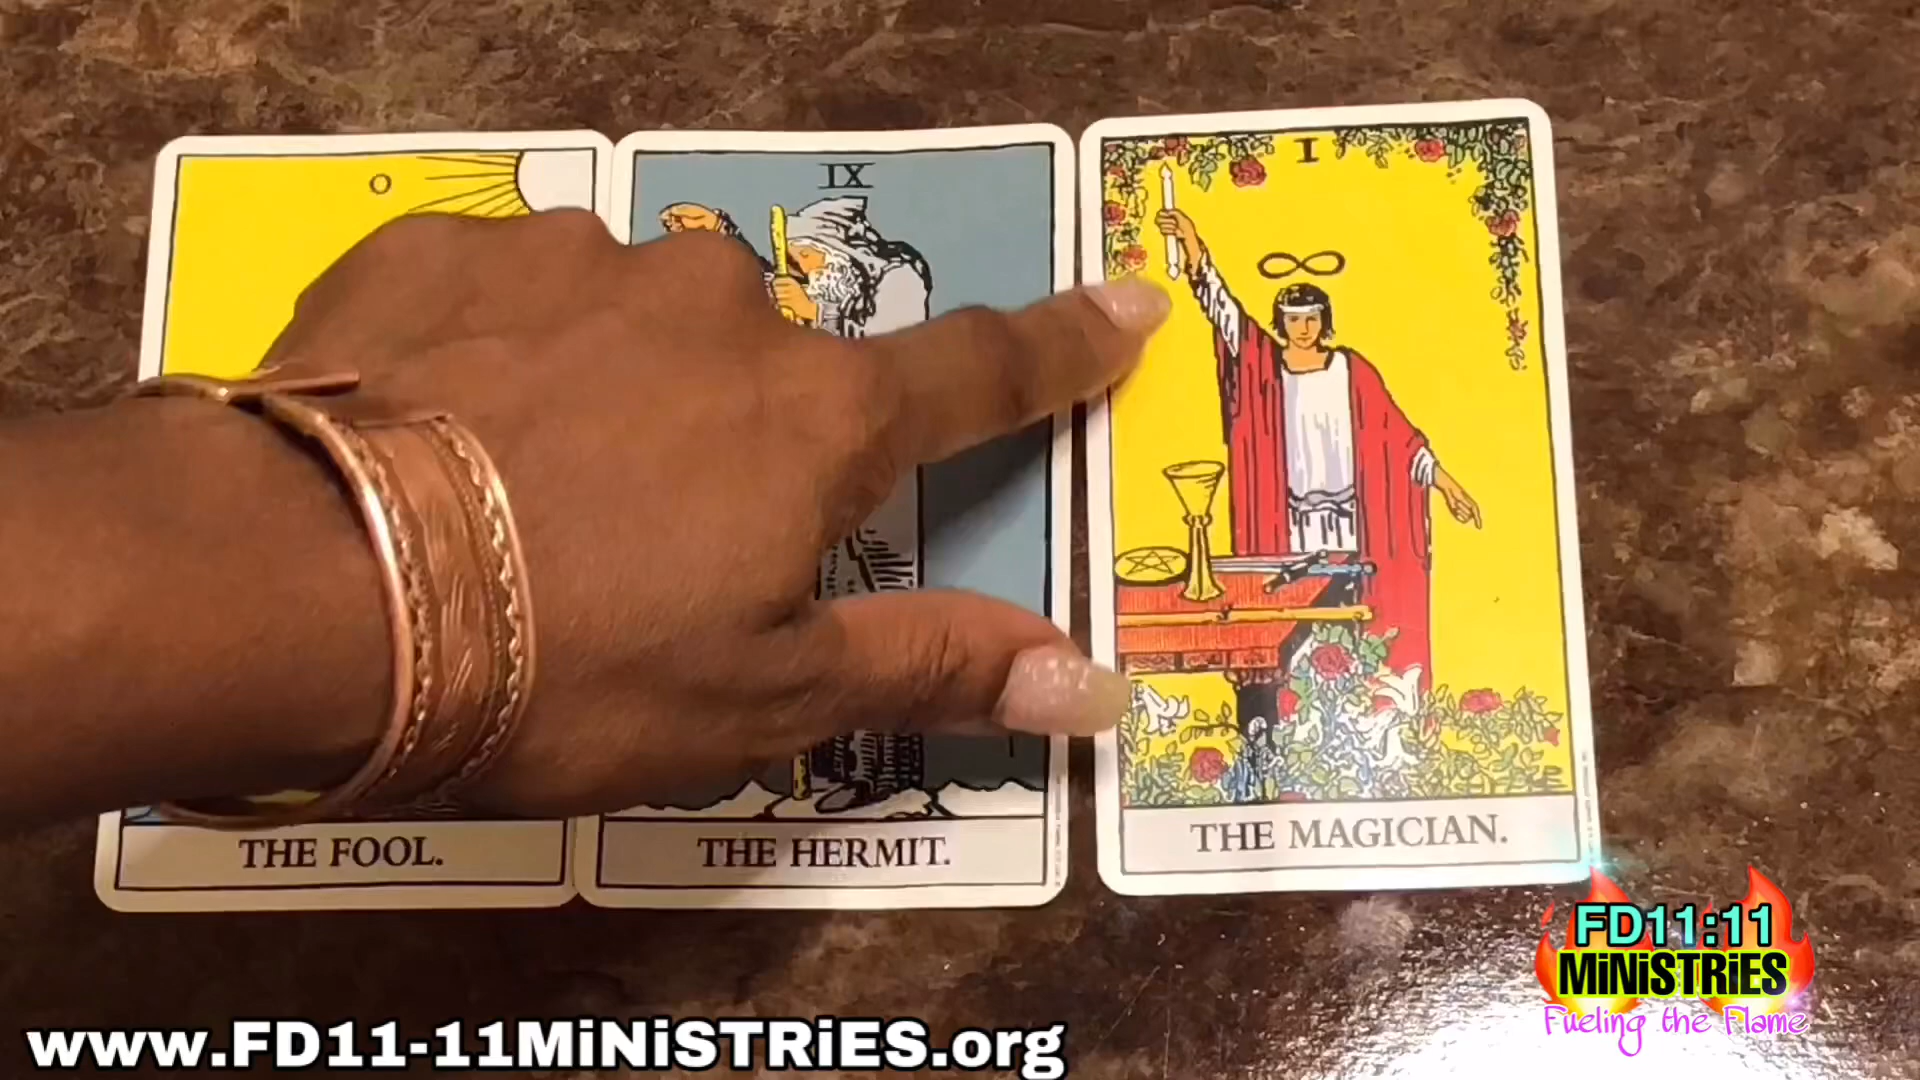 O
IX
I
THE FOOL.
THE HERMIT.
THE MAGICIAN.
FD11:11
MiNiSTRiES
Fueling the Flame
www.FD11-11MiNiSTRiES.org